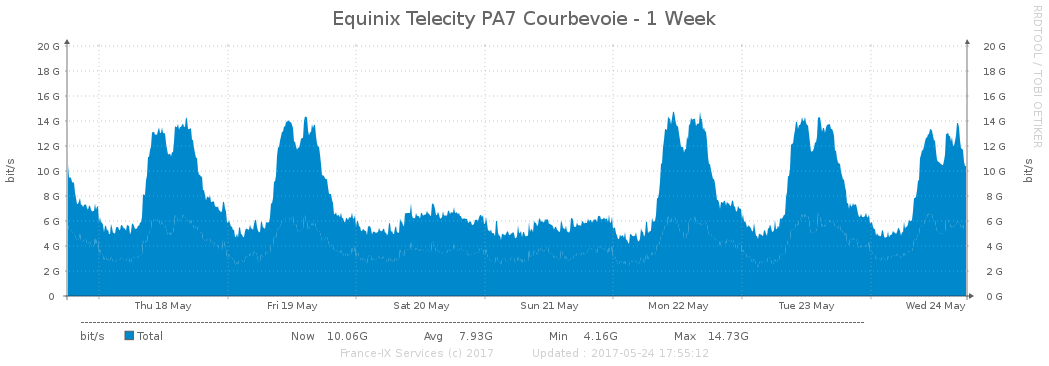 Equinix Telecity PA7 Courbevoie - 1 Week
RRDTOOL / TOBI OETIKER
20 G 20 G
18 G 18 G
16 G 16 G
14 G 14 G
12 G 12 G
10 G 10 G
8 G 8 G
6 G 6 G
4 G 4 G
2 G 2 G
0 0 G
bit/s bit/s
Thu 18 May Fri 19 May Sat 20 May Sun 21 May Mon 22 May Tue 23 May Wed 24 May
bit/s Total Now 10.06G Avg 7.93G Min 4.16G Max 14.73G
France-IX Services (c) 2017 Updated : 2017-05-24 17:55:12